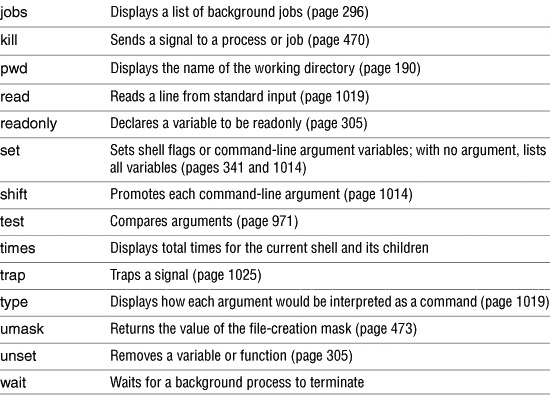 jobs Displays a list of background jobs (page 296)
kill Sends a signal to a process or job (page 470)
pwd Displays the name of the working directory (page 190)
read Reads a line from standard input (page 1019)
readonly Declares a variable to be readonly (page 305)
set Sets shell flags or command-line argument variables; with no argument, lists
all variables (pages 341 and 1014)
shift Promotes each command-line argument (page 1014)
test Compares arguments (page 971)
times Displays total times for the current shell and its children
trap Traps a signal (page 1025)
type Displays how each argument would be interpreted as a command (page 1019)
umask Returns the value of the file-creation mask (page 473)
unset Removes a variable or function (page 305)
wait Waits for a background process to terminate